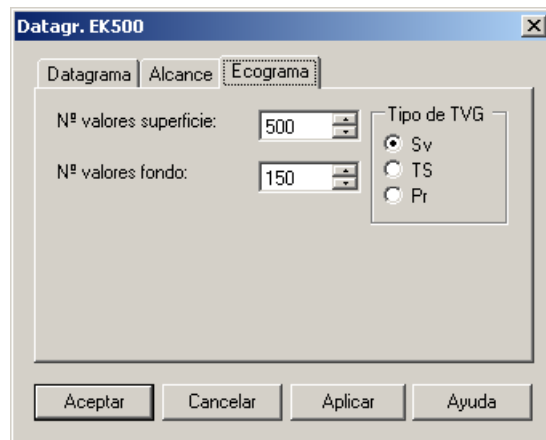 Datagr. EK500
Datagrama Alcance Ecograma
Nº valores superficie: 500
Nº valores fondo: 150
Tipo de TVG
Sv
TS
Pr
Aceptar Cancelar Aplicar Ayuda